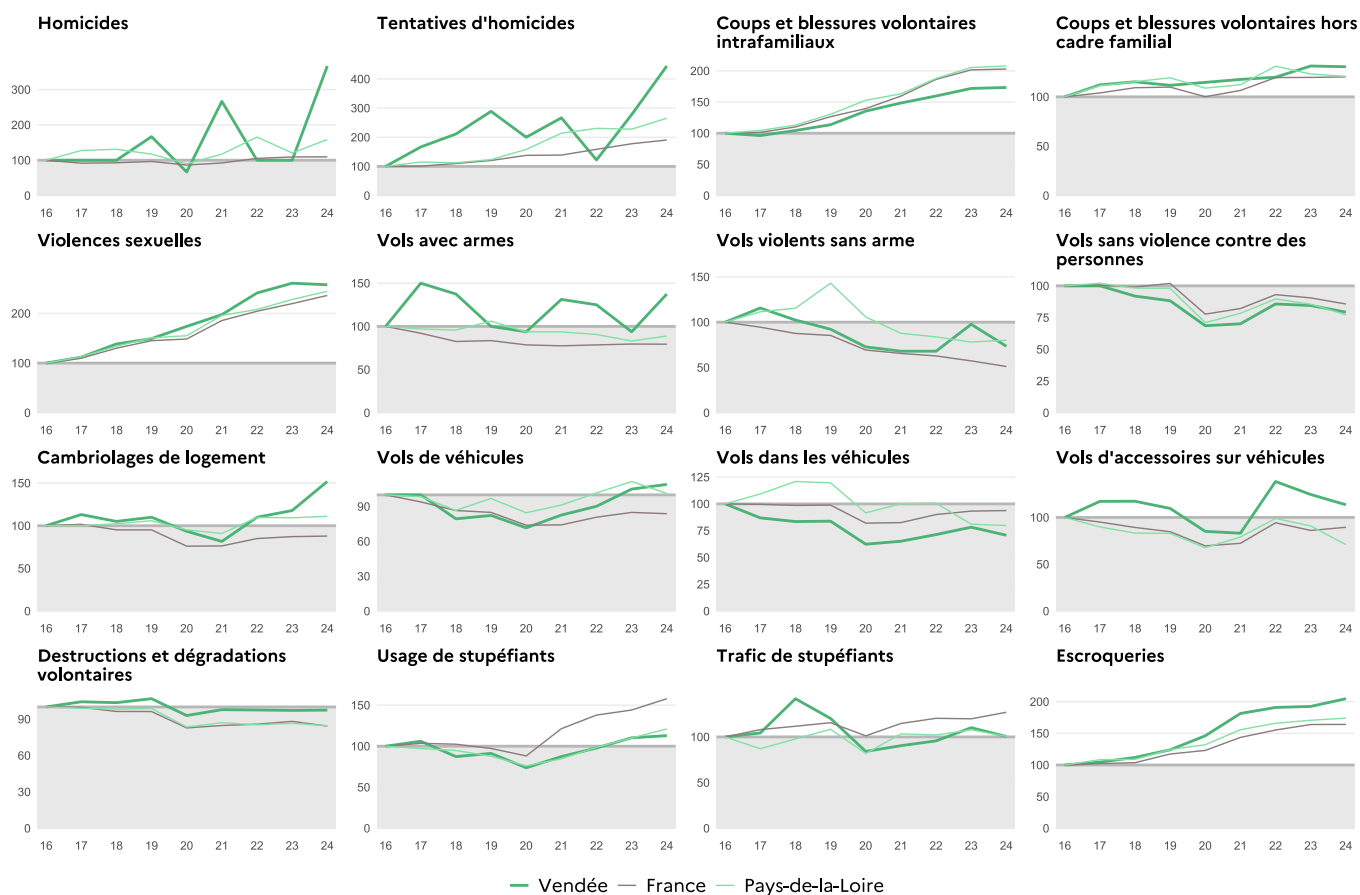 Homicides
Tentatives d'homicides
Coups et blessures volontaires
intrafamiliaux
Coups et blessures volontaires hors
cadre familial
300
200
100
0
16 17 18 19 20 21 22 23 24
400
300
200
100
0
16 17 18 19 20 21 22 23 24
200
150
100
50
0
16 17 18 19 20 21 22 23 24
100
50
0
16 17 18 19 20 21 22 23 24
Violences sexuelles
Vols avec armes
Vols violents sans arme
Vols sans violence contre des
personnes
200
100
0
16 17 18 19 20 21 22 23 24
150
100
50
0
16 17 18 19 20 21 22 23 24
150
100
50
0
16 17 18 19 20 21 22 23 24
100
75
50
25
0
16 17 18 19 20 21 22 23 24
Cambriolages de logement
Vols de véhicules
Vols dans les véhicules
Vols d'accessoires sur véhicules
150
100
50
0
16 17 18 19 20 21 22 23 24
90
60
30
0
16 17 18 19 20 21 22 23 24
125
100
75
50
25
0
16 17 18 19 20 21 22 23 24
100
50
0
16 17 18 19 20 21 22 23 24
Destructions et dégradations
volontaires
Usage de stupéfiants
Trafic de stupéfiants
Escroqueries
90
60
30
0
16 17 18 19 20 21 22 23 24
150
100
50
0
16 17 18 19 20 21 22 23 24
100
50
0
16 17 18 19 20 21 22 23 24
200
150
100
50
0
16 17 18 19 20 21 22 23 24
Vendée France Pays-de-la-Loire